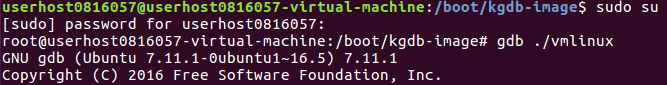 userhost0816057@userhost0816057-virtual-machine:/boot/kgdb-image$ sudo su
[sudo] password for userhost0816057:
root@userhost0816057-virtual-machine:/boot/kgdb-image# gdb ./vmlinux
GNU gdb (Ubuntu 7.11.1-0ubuntu1~16.5) 7.11.1
Copyright (C) 2016 Free Software Foundation, Inc.